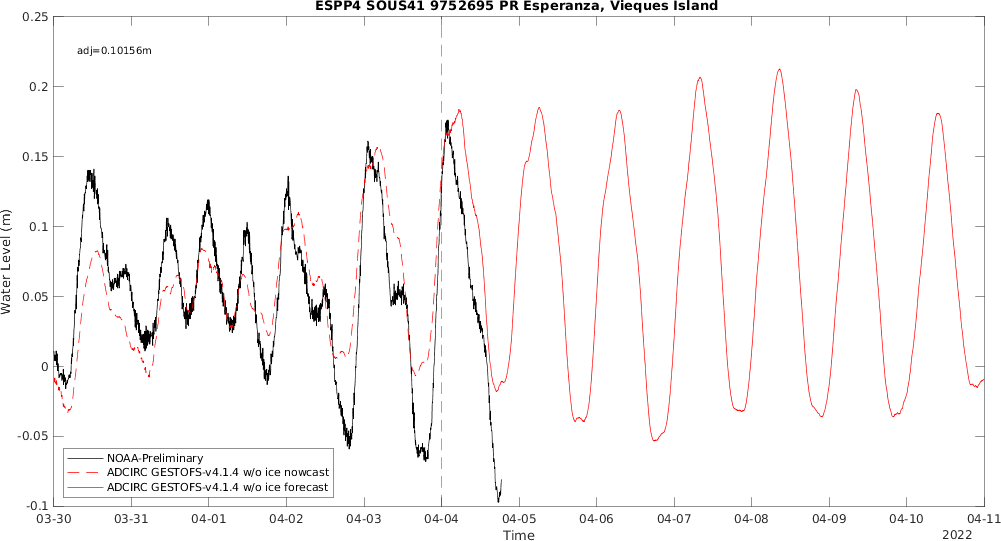 ESPP4 SOUS41 9752695 PR Esperanza, Vieques Island
adj=0.10156m
0.25
0.2
0.15
0.1
0.05
0
-0.05
-0.1
Water Level (m)
NOAA-Preliminary
ADCIRC GESTOFS-v4.1.4 w/o ice nowcast
ADCIRC GESTOFS-v4.1.4 w/o ice forecast
03-30 03-31 04-01 04-02 04-03 04-04 04-05 04-06 04-07 04-08 04-09 04-10 04-11
Time
2022